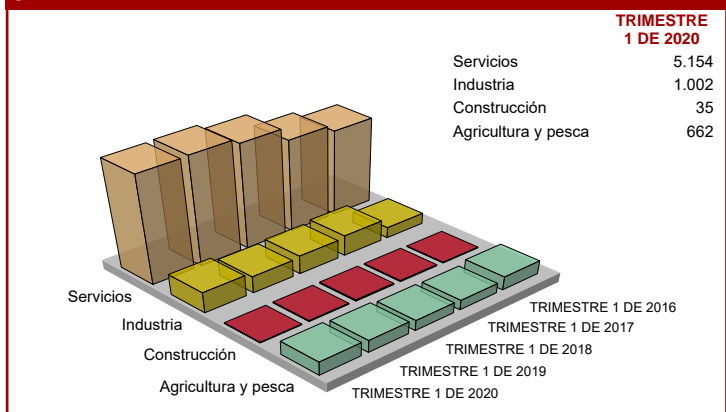 TRIMESTRE
1 DE 2020
Servicios 5.154
Industria 1.002
Construcción 35
Agricultura y pesca 662
Servicios
Industria
Construcción
Agricultura y pesca
TRIMESTRE 1 DE 2016
TRIMESTRE 1 DE 2017
TRIMESTRE 1 DE 2018
TRIMESTRE 1 DE 2019
TRIMESTRE 1 DE 2020